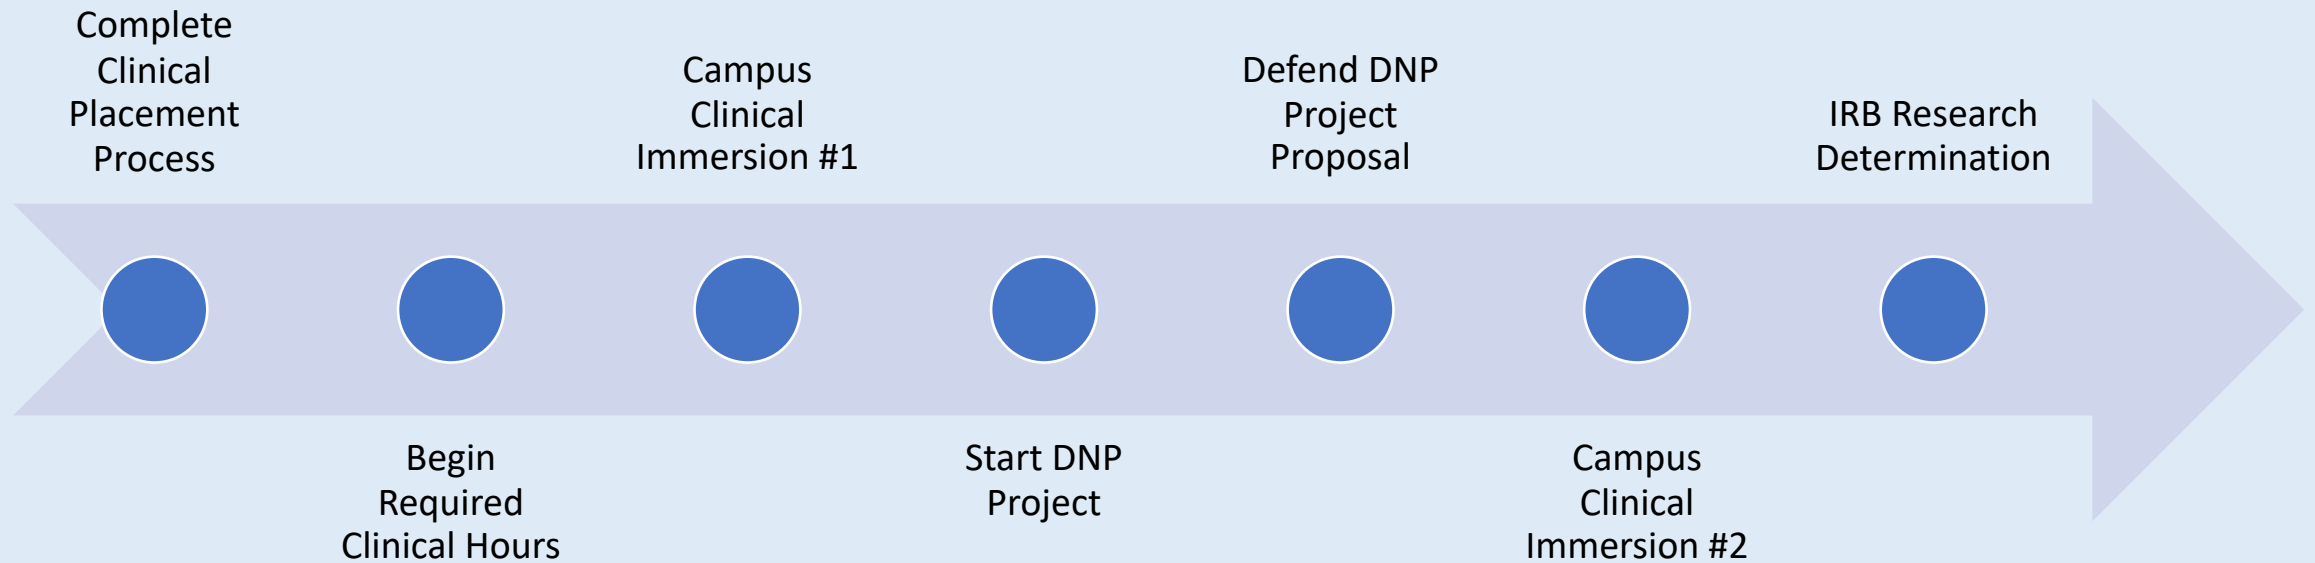 Complete
Clinical
Placement
Process
Begin
Required
Clinical Hours
Campus
Clinical
Immersion #1
Start DNP
Project
Defend DNP
Project
Proposal
Campus
Clinical
Immersion #2
IRB Research
Determination